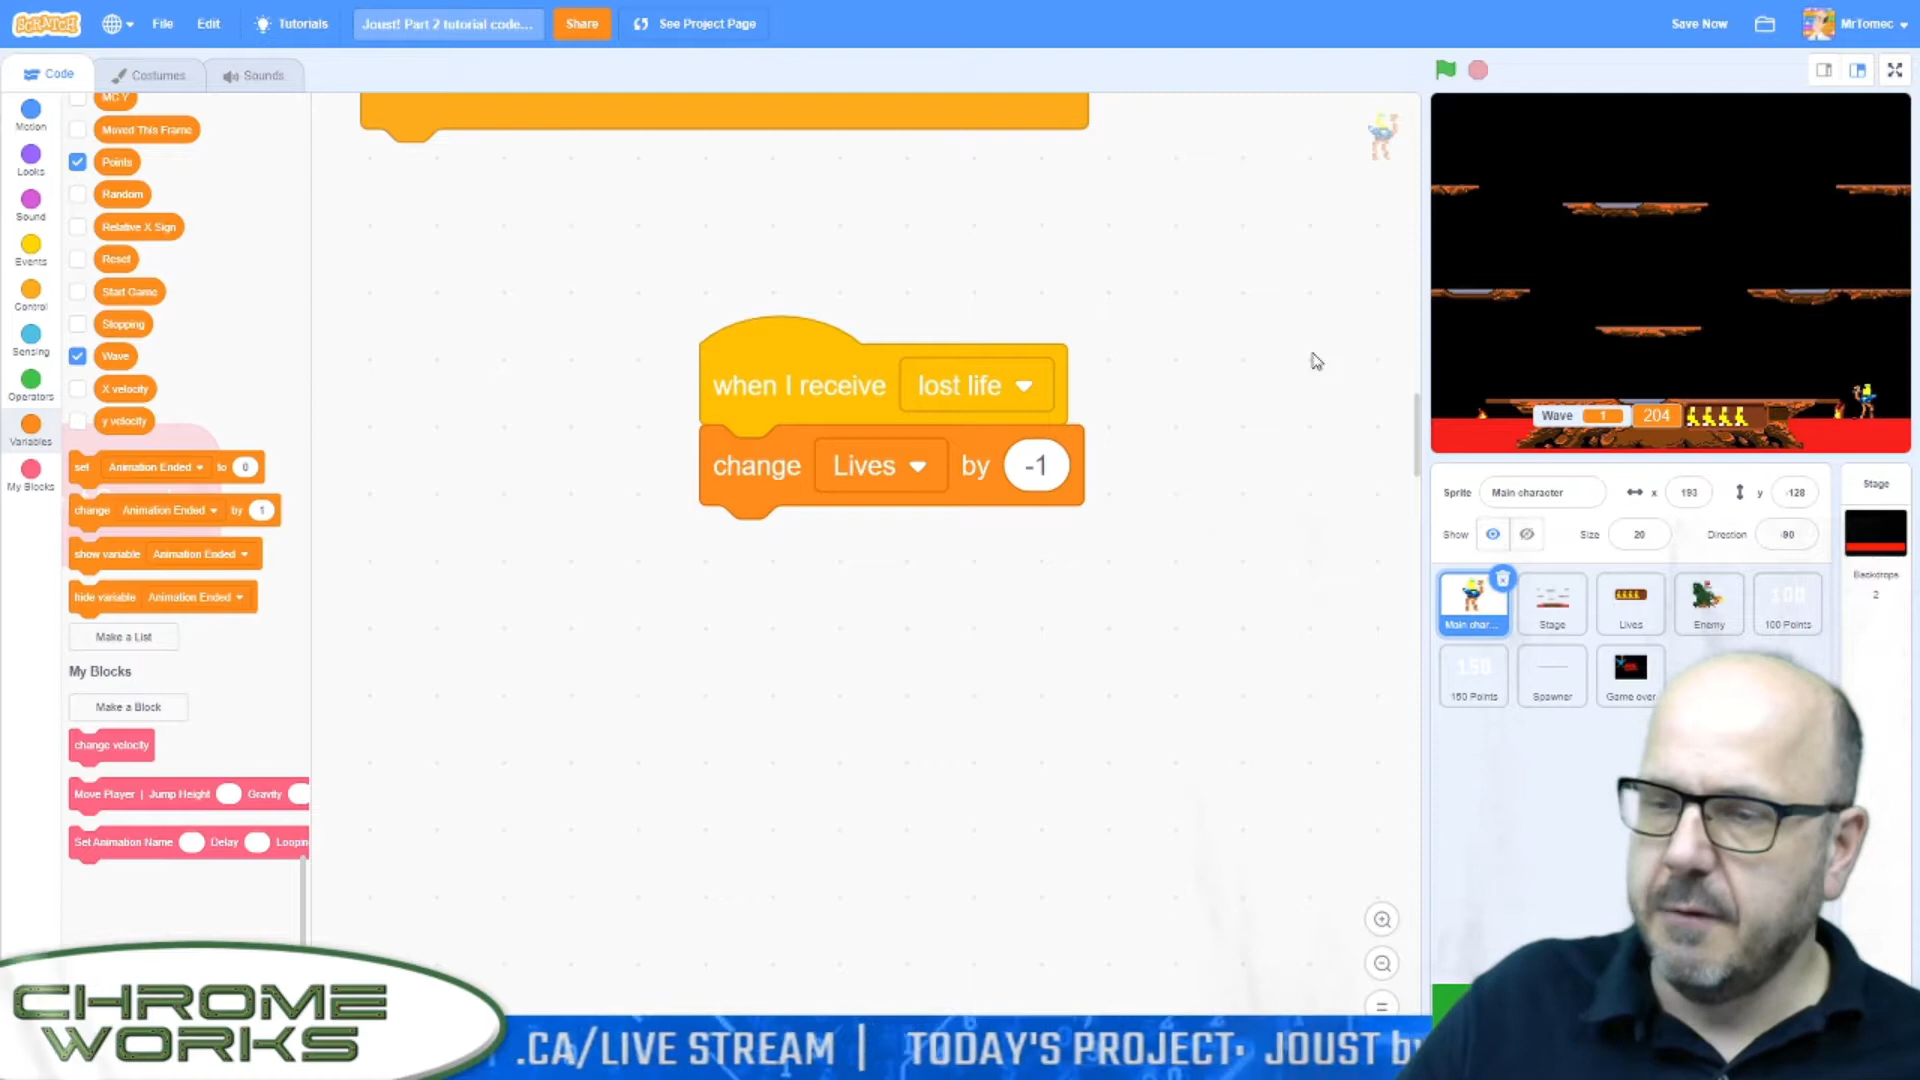 SCRATCH
File
Edit
Tutorials
Joust! Part 2 tutorial code...
Share
See Project Page
Save Now
MrTomec
Code
Costumes
Sounds
Motion
Looks
Sound
Events
Control
Sensing
Operators
Variables
My Blocks
MC Y
Moved This Frame
Points
Random
Relative X Sign
Reset
Start Game
Stopping
Wave
X velocity
y velocity
set Animation Ended to 0
change Animation Ended by 1
show variable Animation Ended
hide variable Animation Ended
Make a List
My Blocks
Make a Block
change velocity
Move Player | Jump Height Gravity
Set Animation Name Delay Loopin
when I receive lost life
change Lives by -1
Wave 1 204
Sprite Main character x 193 y -128
Show Size 20 Direction -90
Stage
Backdrops
2
Main char...
Stage
Lives
Enemy
100
100 Points
150
150 Points
Spawner
Game over
CHROME
WORKS
.CA/LIVE STREAM | TODAY'S PROJECT: JOUST by